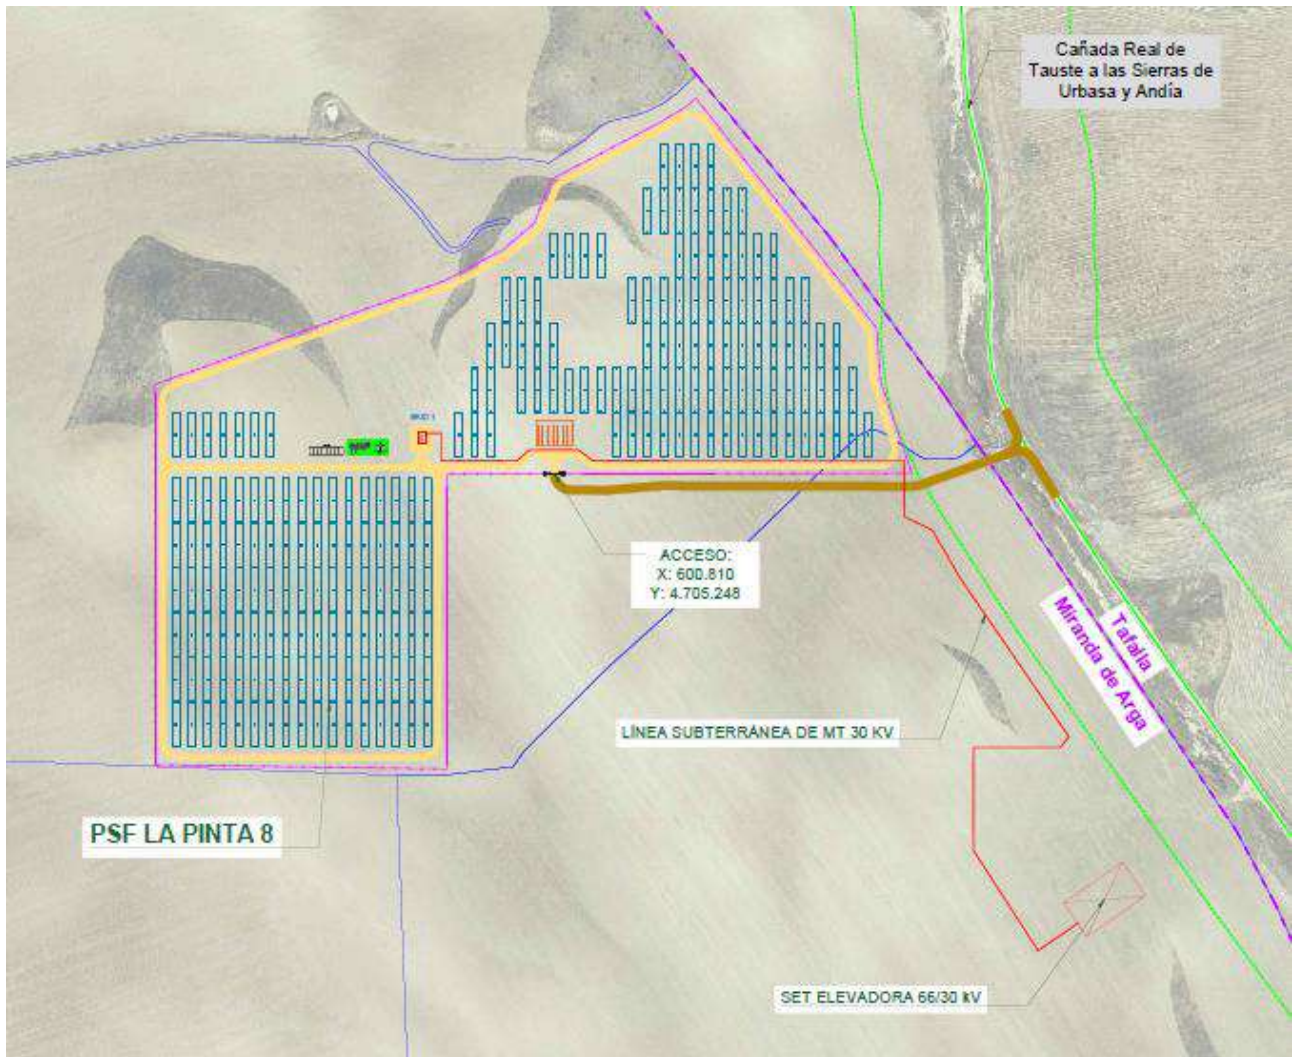 Cañada Real de
Tauste a las Sierras de
Urbasa y Andía
ACCESO:
X: 600.810
Y: 4.705.248
Tafalla
Miranda de Arga
LÍNEA SUBTERRÁNEA DE MT 30 KV
PSF LA PINTA 8
SET ELEVADORA 66/30 kV